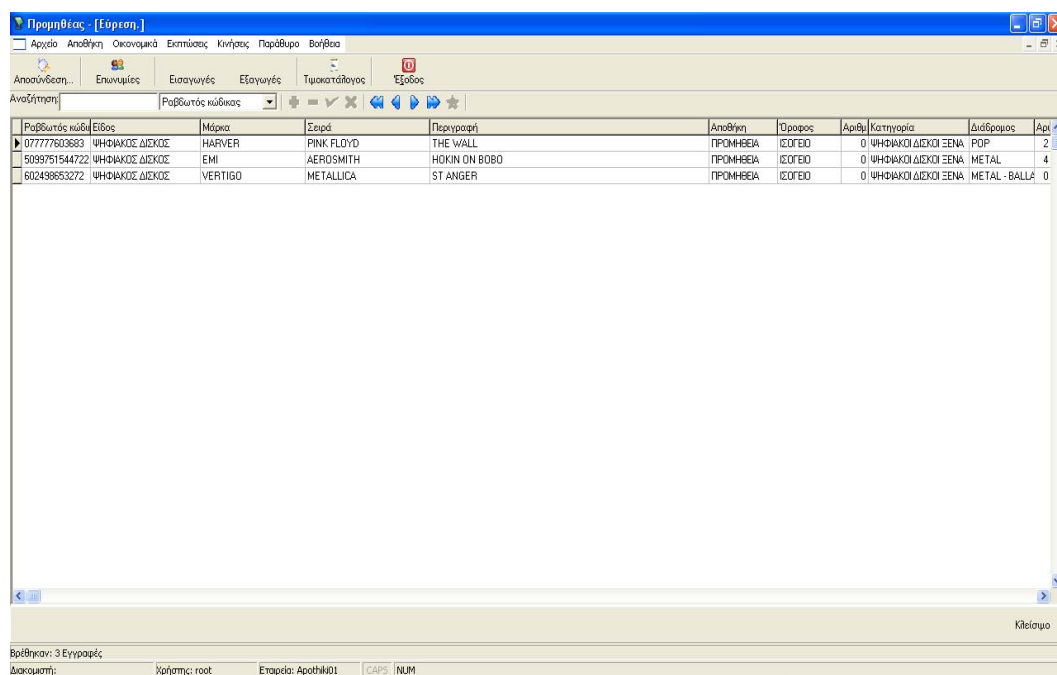 Προμηθέας - [Εύρεση.]
Αρχείο Αποθήκη Οικονομικά Εκπτώσεις Κινήσεις Παράθυρο Βοήθεια
Αποσύνδεση... Επωνυμίες Εισαγωγές Εξαγωγές Τιμοκατάλογος Έξοδος
Αναζήτηση: Ραβδωτός κώδικας
Ραβδωτός κώδι Είδος Μάρκα Σειρά Περιγραφή Αποθήκη Όροφος Αριθμ Κατηγορία Διάδρομος Αρι
077777603683 ΨΗΦΙΑΚΟΣ ΔΙΣΚΟΣ HARVER PINK FLOYD THE WALL ΠΡΟΜΗΘΕΙΑ ΙΣΟΓΕΙΟ 0 ΨΗΦΙΑΚΟΙ ΔΙΣΚΟΙ ΞΕΝΑ POP 2
5099751544722 ΨΗΦΙΑΚΟΣ ΔΙΣΚΟΣ EMI AEROSMITH HOKIN ON BOBO ΠΡΟΜΗΘΕΙΑ ΙΣΟΓΕΙΟ 0 ΨΗΦΙΑΚΟΙ ΔΙΣΚΟΙ ΞΕΝΑ METAL 4
602498653272 ΨΗΦΙΑΚΟΣ ΔΙΣΚΟΣ VERTIGO METALLICA ST ANGER ΠΡΟΜΗΘΕΙΑ ΙΣΟΓΕΙΟ 0 ΨΗΦΙΑΚΟΙ ΔΙΣΚΟΙ ΞΕΝΑ METAL - BALLA 0
Κλείσιμο
Βρέθηκαν: 3 Εγγραφές
Διακομιστή: Χρήστης: root Εταιρεία: Apothiki01 CAPS NUM